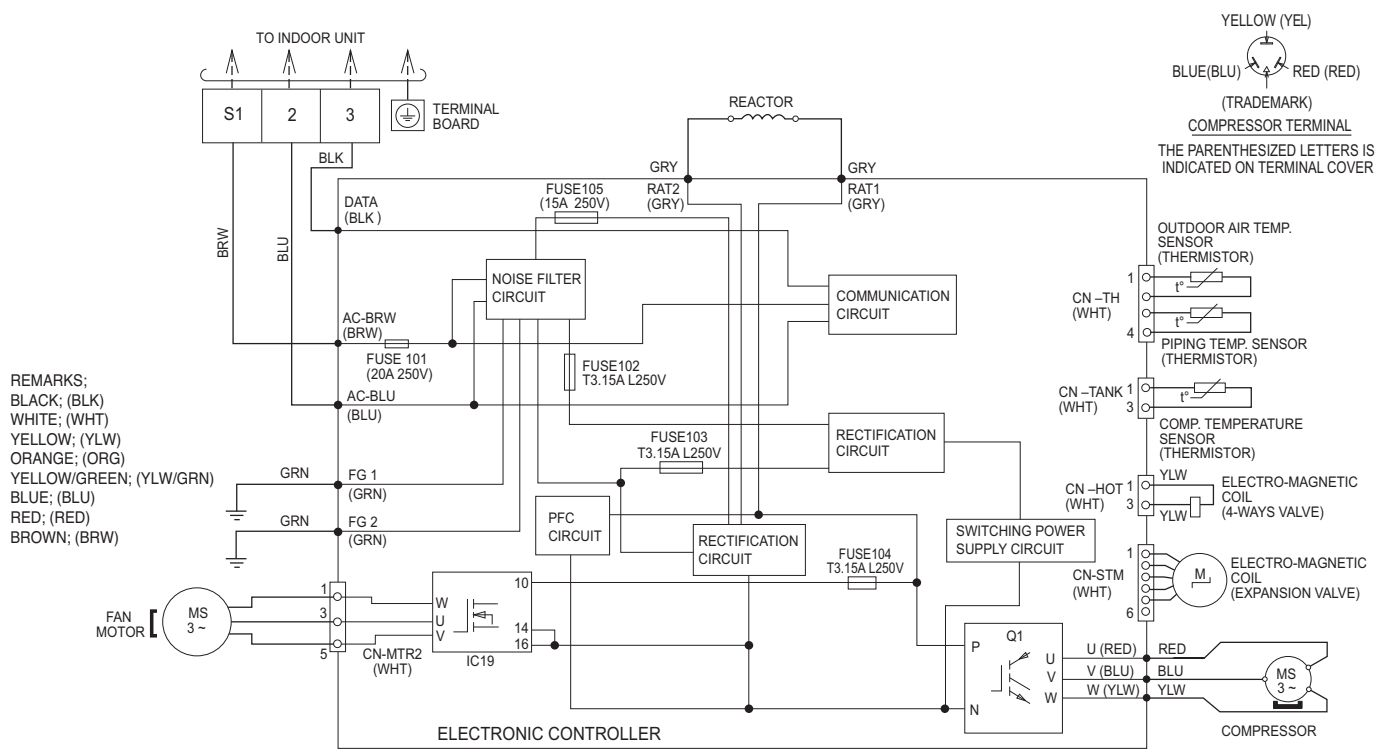 TO INDOOR UNIT
S1
2
3
TERMINAL
BOARD
YELLOW (YEL)
BLUE(BLU)
RED (RED)
(TRADEMARK)
COMPRESSOR TERMINAL
THE PARENTHESIZED LETTERS IS
INDICATED ON TERMINAL COVER
REACTOR
BLK
GRY
GRY
RAT2
(GRY)
RAT1
(GRY)
BRW
BLU
DATA
(BLK )
FUSE105
(15A 250V)
NOISE FILTER
CIRCUIT
COMMUNICATION
CIRCUIT
AC-BRW
(BRW)
FUSE 101
(20A 250V)
FUSE102
T3.15A L250V
AC-BLU
(BLU)
OUTDOOR AIR TEMP.
SENSOR
(THERMISTOR)
CN –TH
(WHT)
1
4
t°
t°
PIPING TEMP. SENSOR
(THERMISTOR)
CN –TANK
(WHT)
1
3
t°
COMP. TEMPERATURE
SENSOR
(THERMISTOR)
REMARKS;
BLACK; (BLK)
WHITE; (WHT)
YELLOW; (YLW)
ORANGE; (ORG)
YELLOW/GREEN; (YLW/GRN)
BLUE; (BLU)
RED; (RED)
BROWN; (BRW)
FUSE103
T3.15A L250V
RECTIFICATION
CIRCUIT
GRN
FG 1
(GRN)
GRN
FG 2
(GRN)
PFC
CIRCUIT
RECTIFICATION
CIRCUIT
SWITCHING POWER
SUPPLY CIRCUIT
FUSE104
T3.15A L250V
CN –HOT
(WHT)
1
3
YLW
YLW
ELECTRO-MAGNETIC
COIL
(4-WAYS VALVE)
CN-STM
(WHT)
1
6
M
ELECTRO-MAGNETIC
COIL
(EXPANSION VALVE)
FAN
MOTOR
MS
3 ~
1
3
5
CN-MTR2
(WHT)
W
U
V
10
14
16
IC19
Q1
P
N
U
V
W
U (RED)
V (BLU)
W (YLW)
RED
BLU
YLW
MS
3 ~
COMPRESSOR
ELECTRONIC CONTROLLER